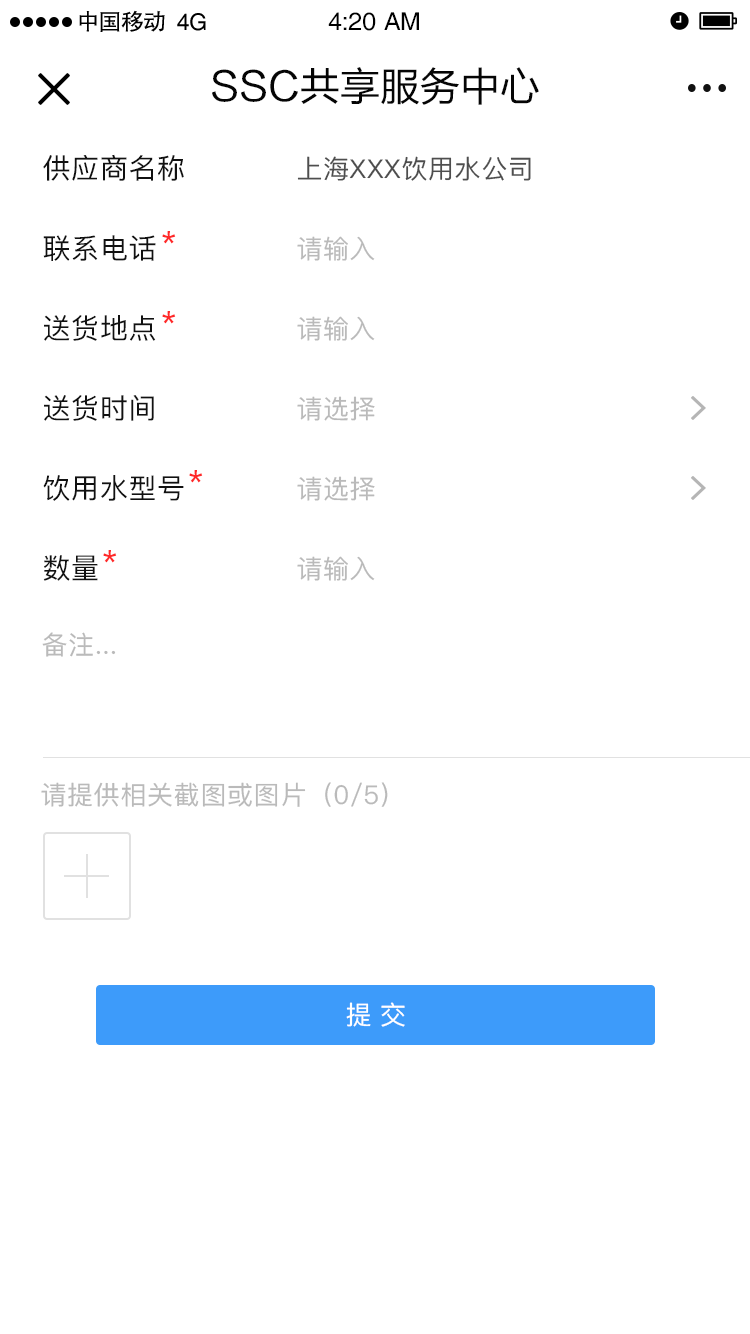 中国移动 4G 4:20 AM
SSC共享服务中心
供应商名称 上海XXX饮用水公司
联系电话* 请输入
送货地点* 请输入
送货时间 请选择
饮用水型号* 请选择
数量* 请输入
备注...
请提供相关截图或图片（0/5）
提 交